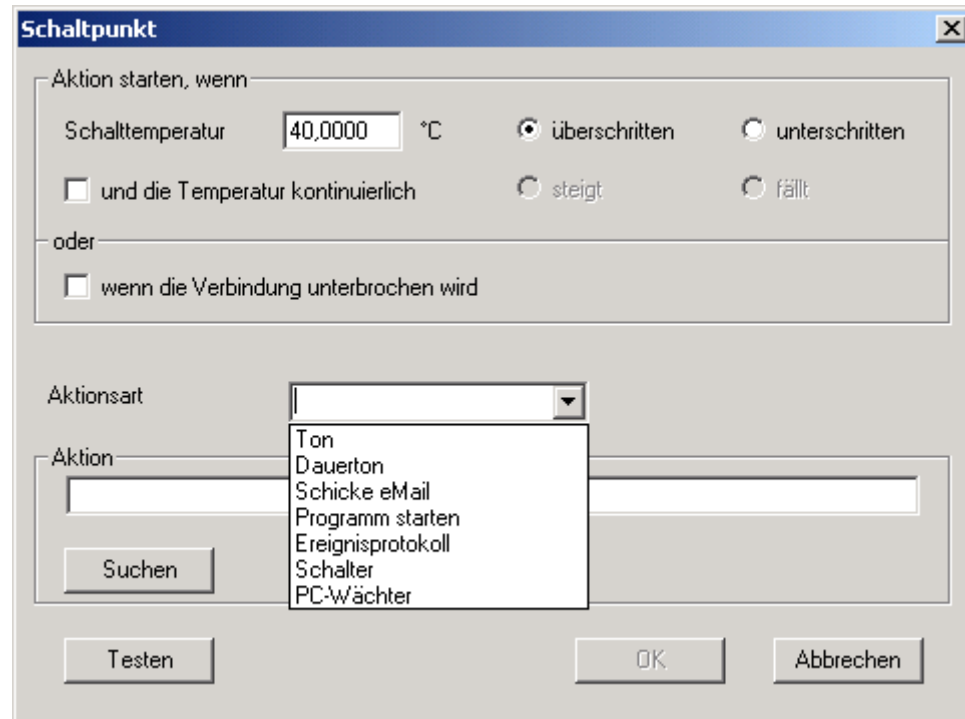 Schaltpunkt
Aktion starten, wenn
Schalttemperatur 40,0000 °C überschritten unterschritten
und die Temperatur kontinuierlich steigt fällt
oder
wenn die Verbindung unterbrochen wird
Aktionsart
Ton
Dauerton
Schicke eMail
Programm starten
Ereignisprotokoll
Schalter
PC-Wächter
Aktion
Suchen
Testen OK Abbrechen